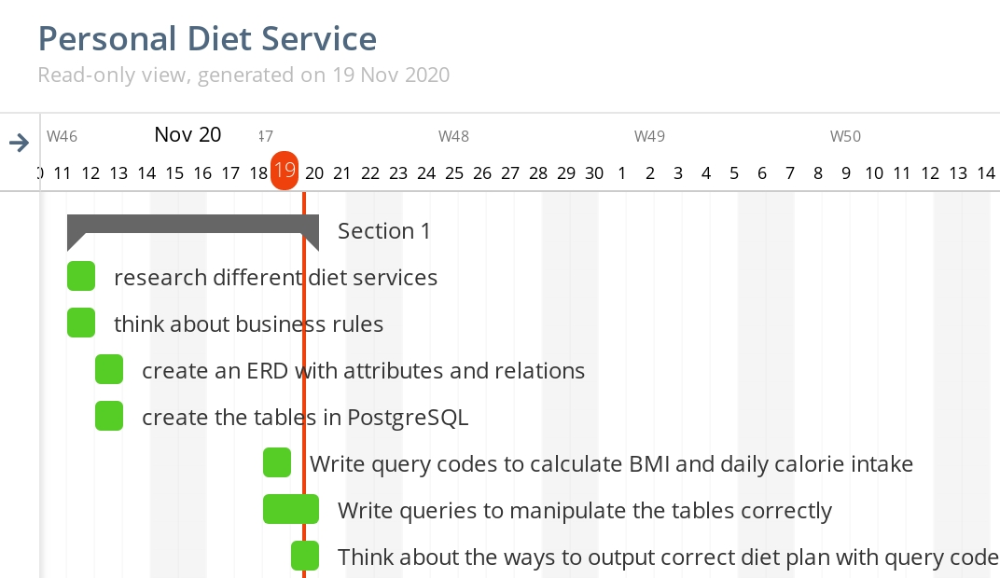 Personal Diet Service
Read-only view, generated on 19 Nov 2020
W46 Nov 20 W48 W49 W50
11 12 13 14 15 16 17 18 19 20 21 22 23 24 25 26 27 28 29 30 1 2 3 4 5 6 7 8 9 10 11 12 13 14
Section 1
research different diet services
think about business rules
create an ERD with attributes and relations
create the tables in PostgreSQL
Write query codes to calculate BMI and daily calorie intake
Write queries to manipulate the tables correctly
Think about the ways to output correct diet plan with query code